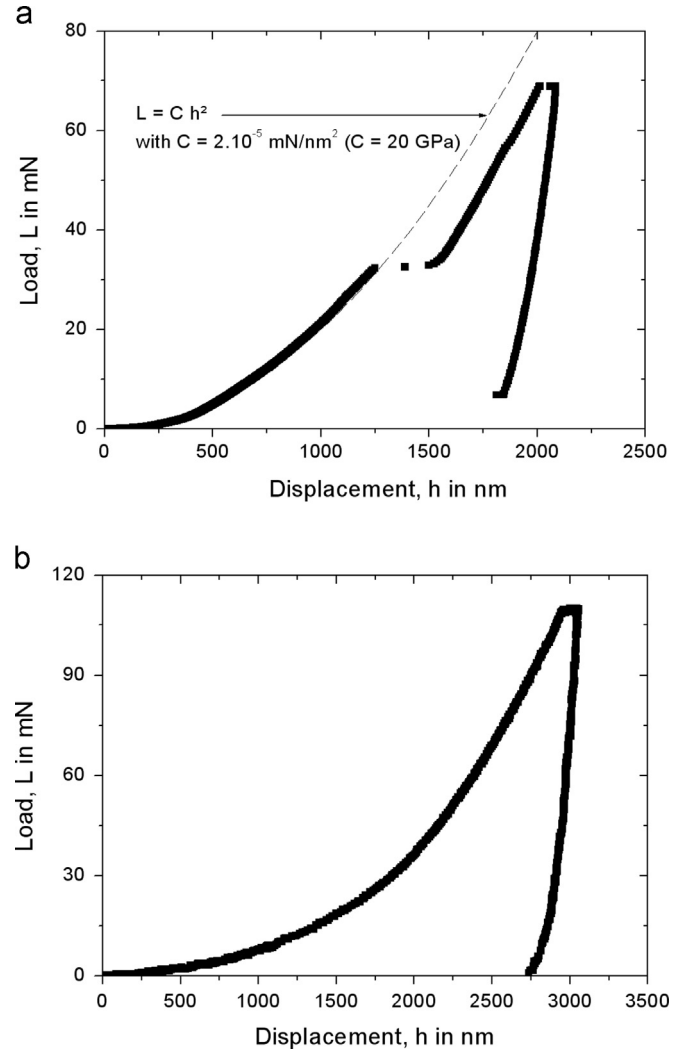 a
80
60
40
20
0
L = C h²
with C = 2.10⁻⁵ mN/nm² (C = 20 GPa)
Load, L in mN
0 500 1000 1500 2000 2500
Displacement, h in nm
b
120
90
60
30
0
Load, L in mN
0 500 1000 1500 2000 2500 3000 3500
Displacement, h in nm